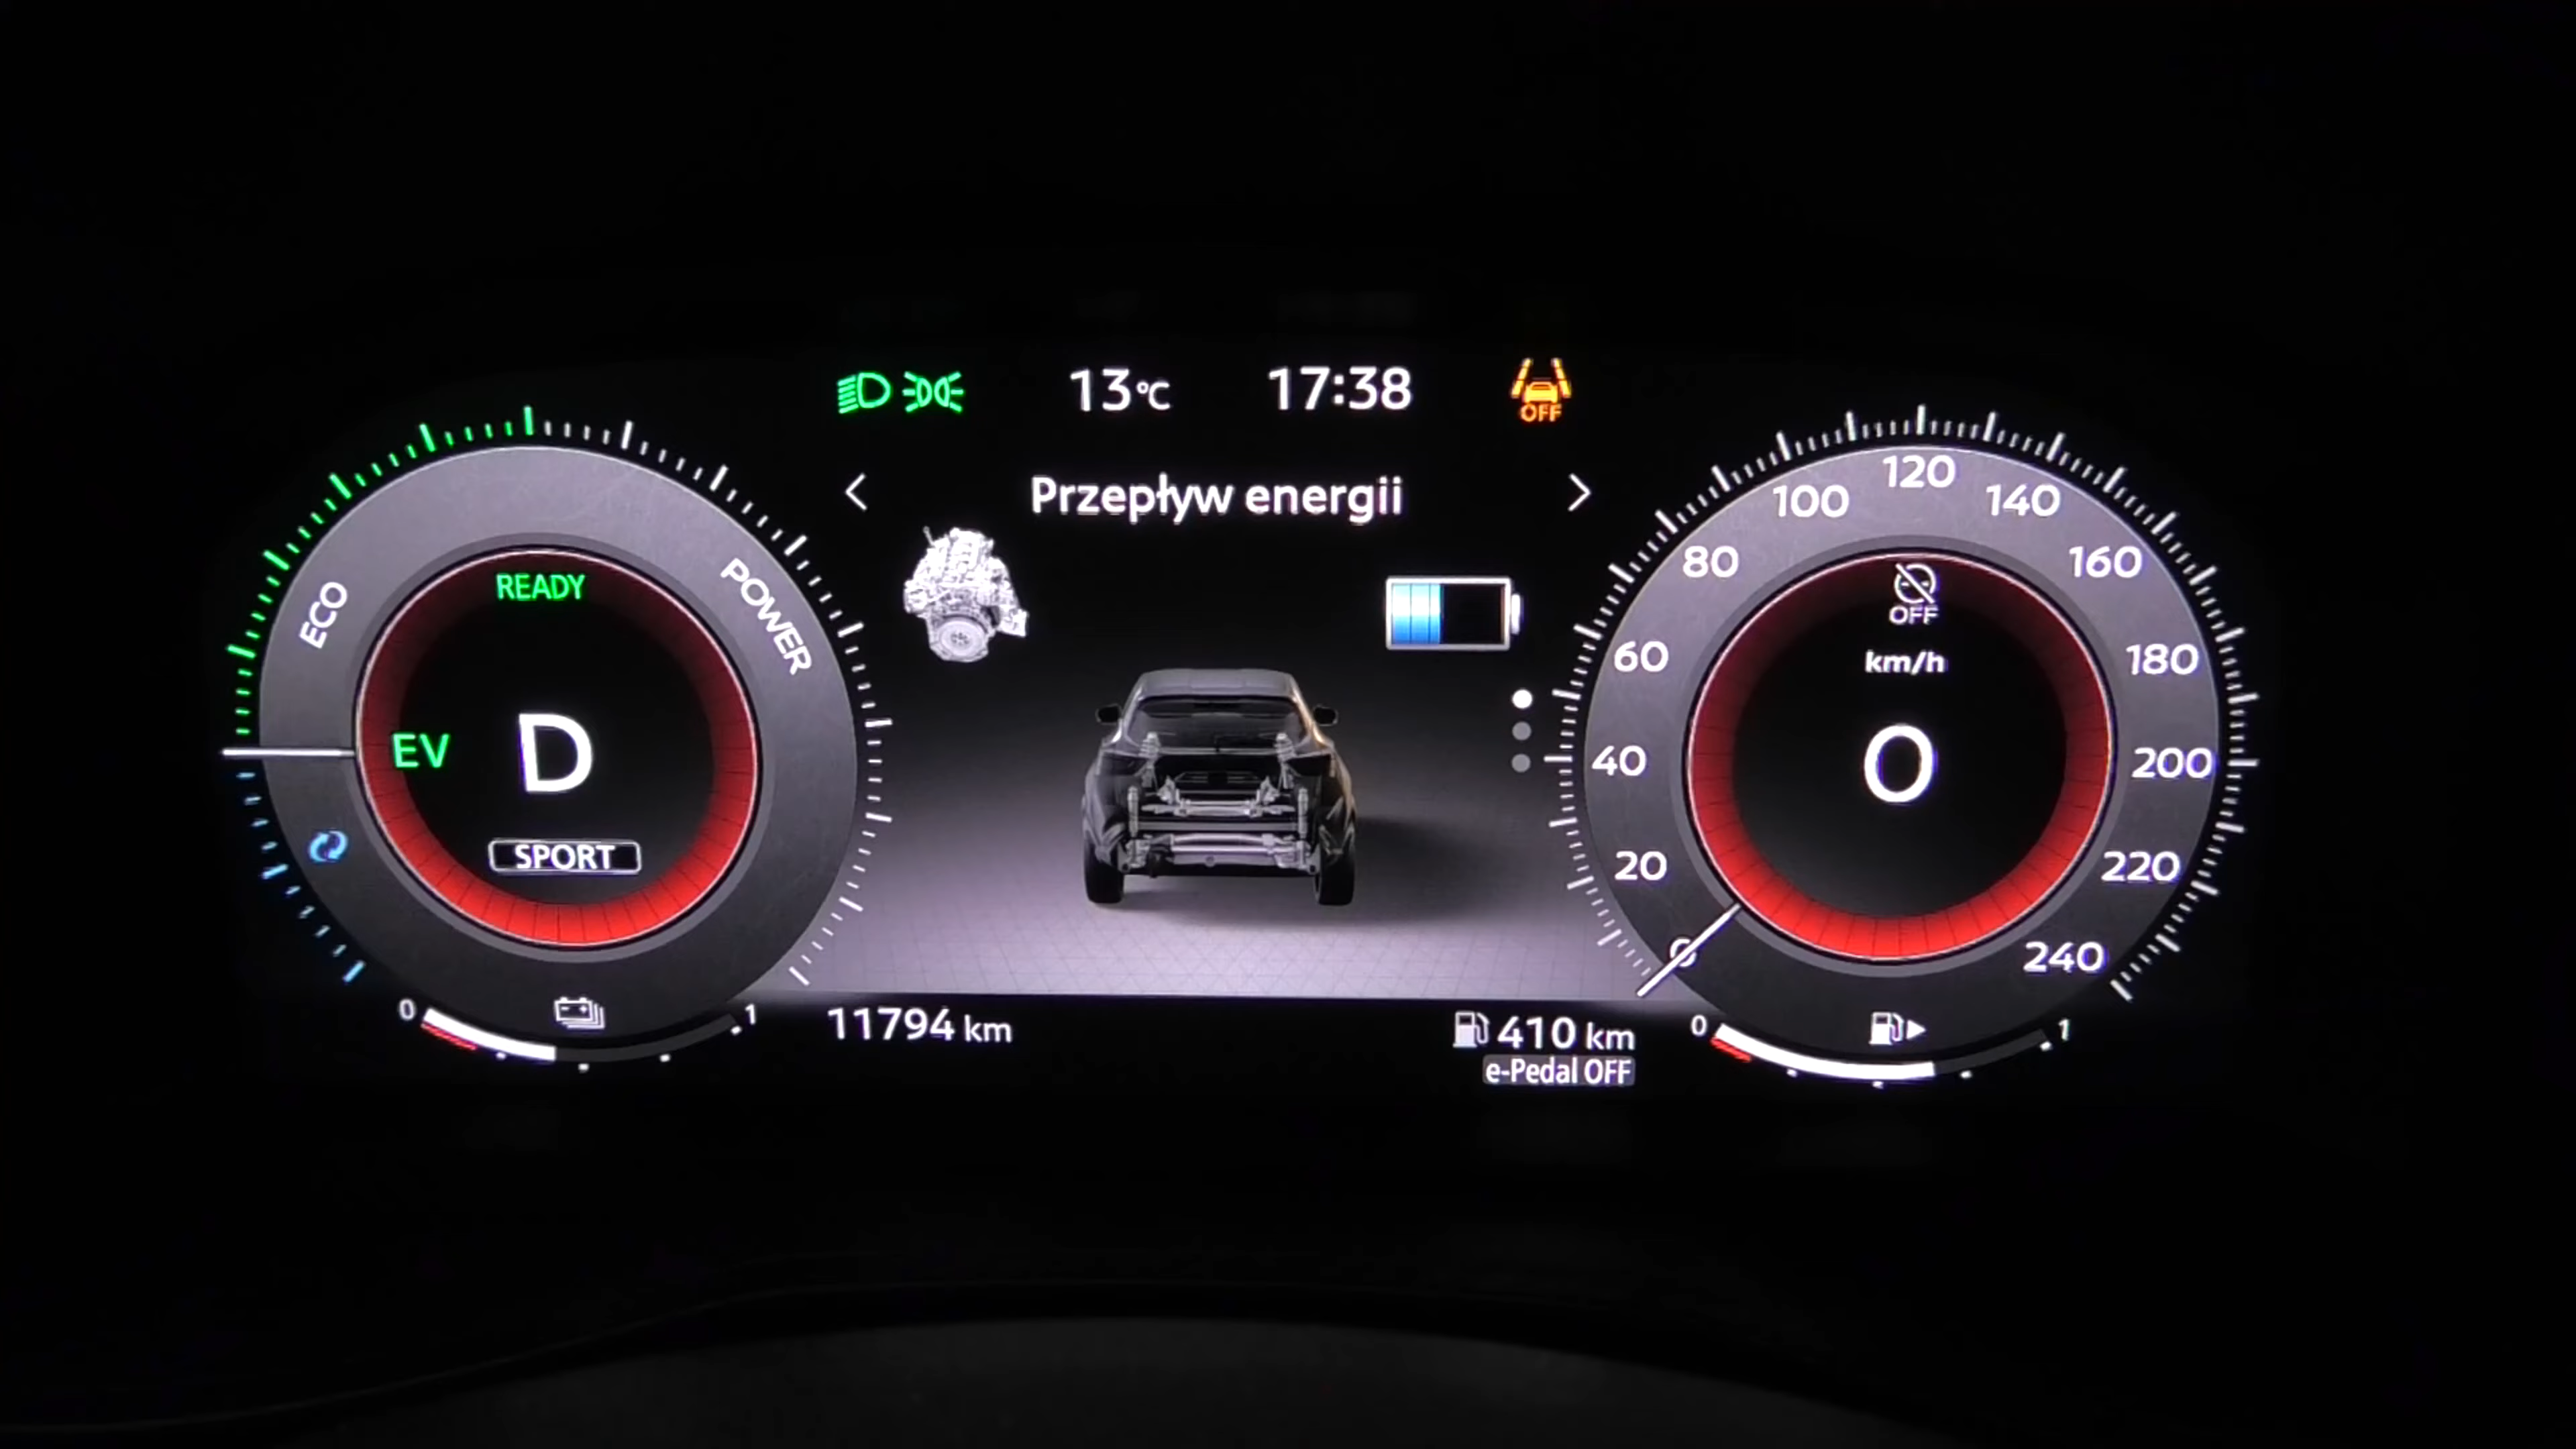 13°C 17:38
OFF
Przepływ energii
ECO
POWER
READY
EV D
SPORT
0 1
11794 km
410 km
e-Pedal OFF
OFF
km/h
0
0
20
40
60
80
100
120
140
160
180
200
220
240
0 1